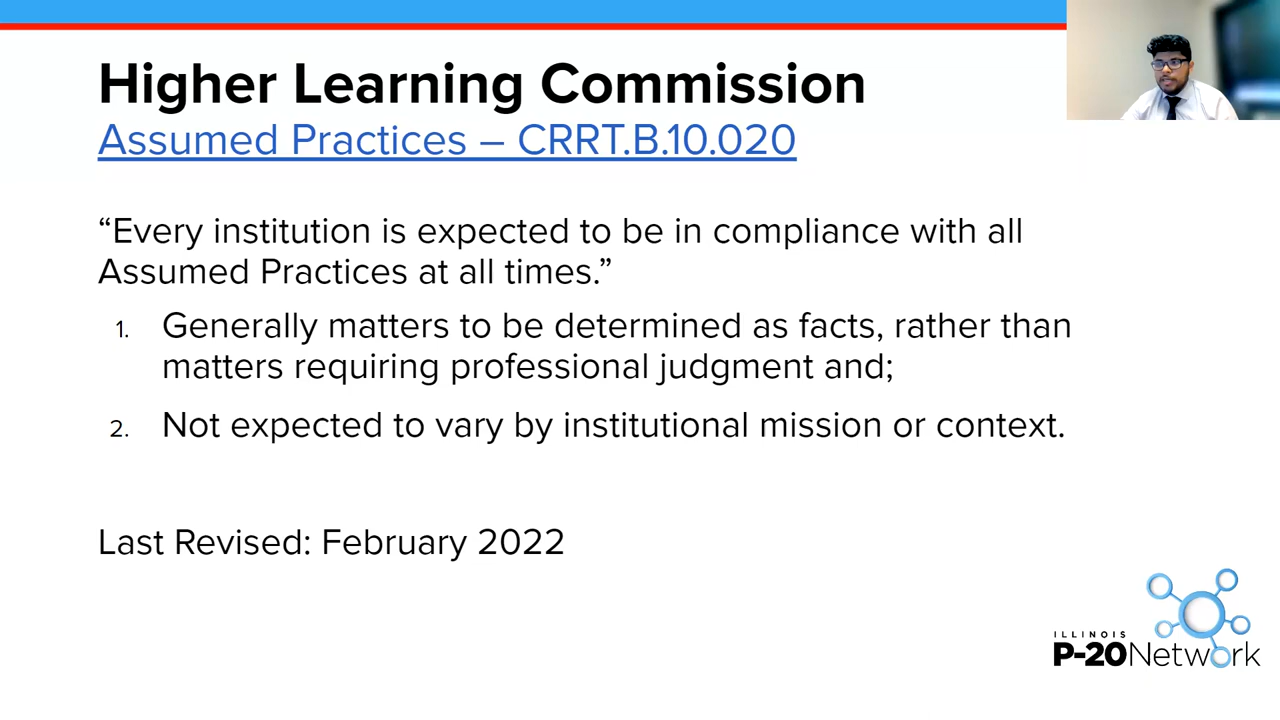 Higher Learning Commission
Assumed Practices – CRRT.B.10.020
“Every institution is expected to be in compliance with all
Assumed Practices at all times.”
1. Generally matters to be determined as facts, rather than
matters requiring professional judgment and;
2. Not expected to vary by institutional mission or context.
Last Revised: February 2022
ILLINOIS
P-20Network